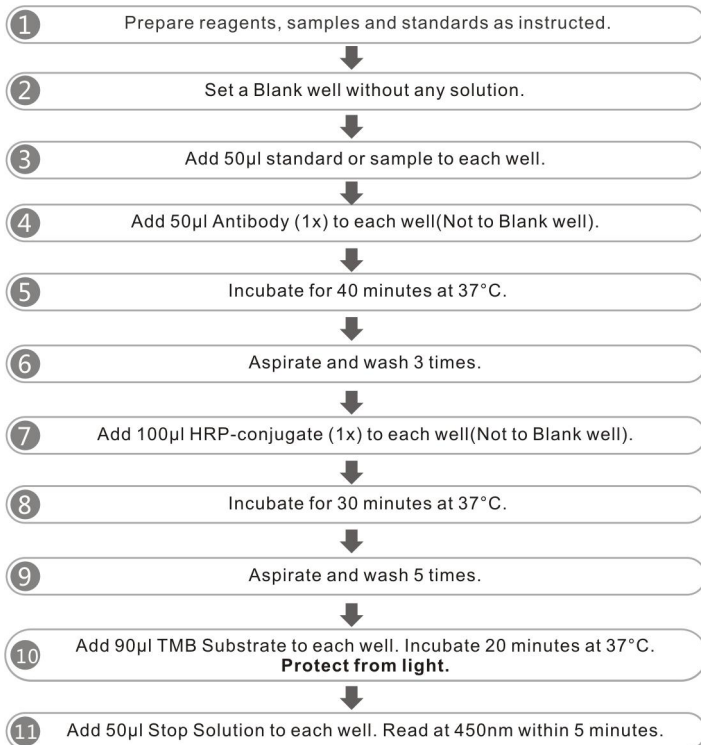 1 Prepare reagents, samples and standards as instructed.
2 Set a Blank well without any solution.
3 Add 50μl standard or sample to each well.
4 Add 50μl Antibody (1x) to each well(Not to Blank well).
5 Incubate for 40 minutes at 37°C.
6 Aspirate and wash 3 times.
7 Add 100μl HRP-conjugate (1x) to each well(Not to Blank well).
8 Incubate for 30 minutes at 37°C.
9 Aspirate and wash 5 times.
10 Add 90μl TMB Substrate to each well. Incubate 20 minutes at 37°C.
Protect from light.
11 Add 50μl Stop Solution to each well. Read at 450nm within 5 minutes.